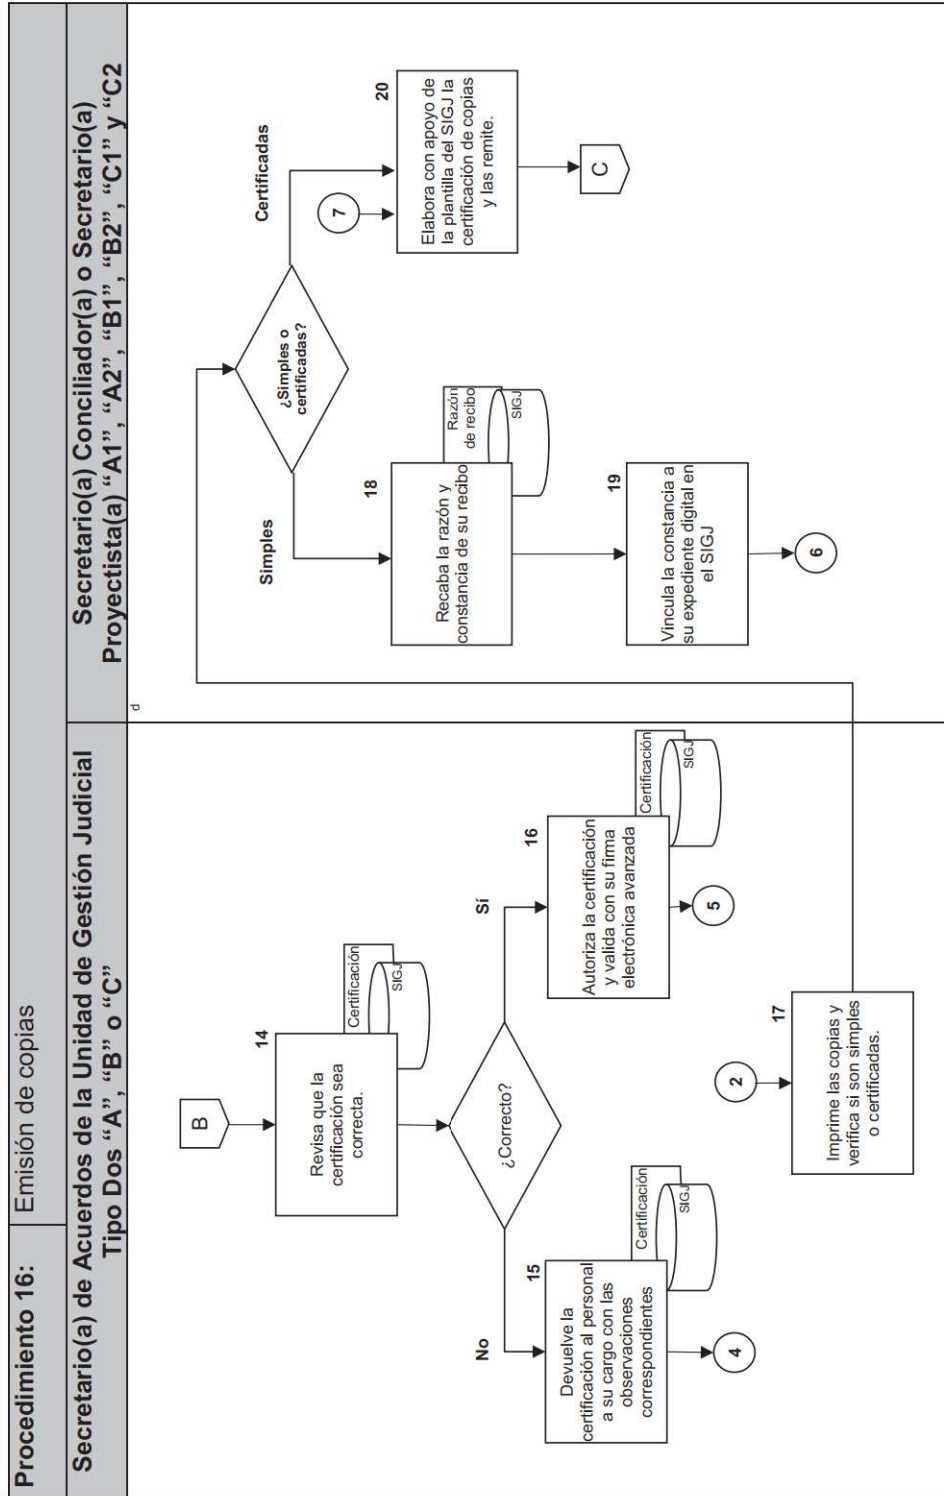 Procedimiento 16:
Emisión de copias
Secretario(a) de Acuerdos de la Unidad de Gestión Judicial
Tipo Dos “A”, “B” o “C”
Secretario(a) Conciliador(a) o Secretario(a)
Proyectista(a) “A1”, “A2”, “B1”, “B2”, “C1” y “C2
B
14
Revisa que la
certificación sea
correcta.
Certificación
SIGJ
¿Correcto?
No
Sí
15
Devuelve la
certificación al personal
a su cargo con las
observaciones
correspondientes
Certificación
SIGJ
4
16
Autoriza la certificación
y valida con su firma
electrónica avanzada
Certificación
SIGJ
5
2
17
Imprime las copias y
verifica si son simples
o certificadas.
d
¿Simples o
certificadas?
Simples
Certificadas
18
Recaba la razón y
constancia de su recibo
Razón
de recibo
SIGJ
19
Vincula la constancia a
su expediente digital en
el SIGJ
6
7
20
Elabora con apoyo de
la plantilla del SIGJ la
certificación de copias
y las remite.
C